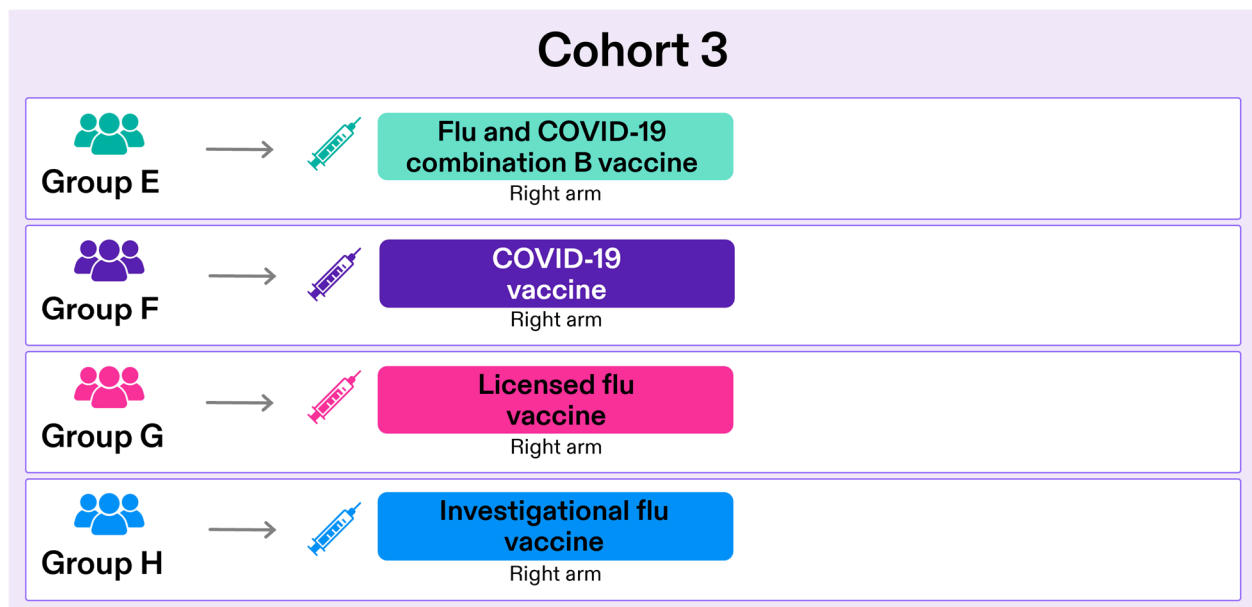 Cohort 3
Group E
Flu and COVID-19
combination B vaccine
Right arm
Group F
COVID-19
vaccine
Right arm
Group G
Licensed flu
vaccine
Right arm
Group H
Investigational flu
vaccine
Right arm